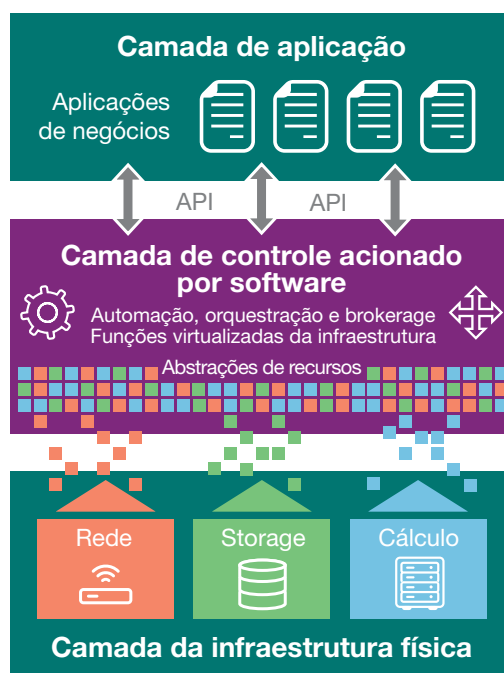 Camada de aplicação
Aplicações
de negócios
API
API
Camada de controle acionado
por software
Automação, orquestração e brokerage
Funções virtualizadas da infraestrutura
Abstrações de recursos
Rede
Storage
Cálculo
Camada da infraestrutura física